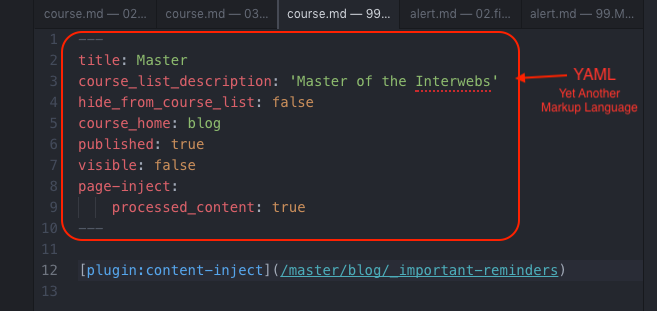 course.md — 02...
course.md — 03...
course.md — 99...
alert.md — 02.fi...
alert.md — 99.M...
1 ---
2 title: Master
3 course_list_description: 'Master of the Interwebs'
4 hide_from_course_list: false
5 course_home: blog
6 published: true
7 visible: false
8 page-inject:
9 processed_content: true
10 ---
11
12 [plugin:content-inject](/master/blog/_important-reminders)
13
YAML
Yet Another
Markup Language